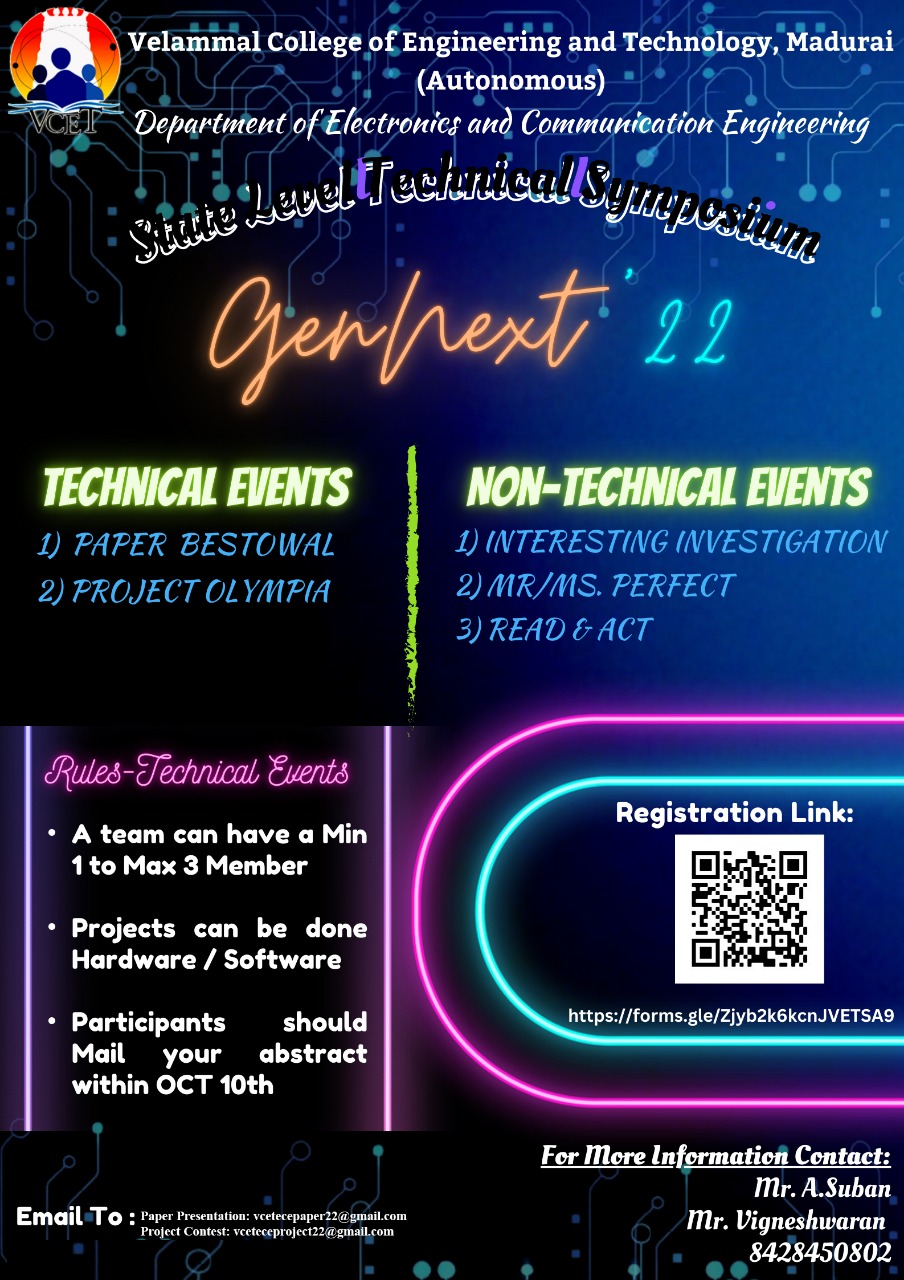 Velammal College of Engineering and Technology, Madurai
(Autonomous)
VCET
Department of Electronics and Communication Engineering
State Level Technical Symposium
GenNext '22
TECHNICAL EVENTS
1) PAPER BESTOWAL
2) PROJECT OLYMPIA
NON-TECHNICAL EVENTS
1) INTERESTING INVESTIGATION
2) MR/MS. PERFECT
3) READ & ACT
Rules-Technical Events
• A team can have a Min
1 to Max 3 Member
• Projects can be done
Hardware / Software
• Participants should
Mail your abstract
within OCT 10th
Registration Link:
https://forms.gle/Zjyb2k6kcnJVETSA9
For More Information Contact:
Mr. A.Suban
Mr. Vigneshwaran
8428450802
Email To :
Paper Presentation: vcetecepaper22@gmail.com
Project Contest: vceteceproject22@gmail.com